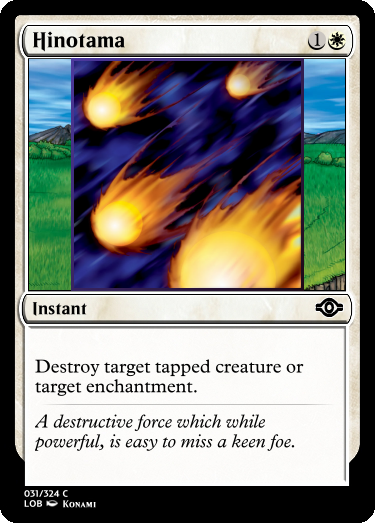 Hinotama 1
Instant
Destroy target tapped creature or
target enchantment.
A destructive force which while
powerful, is easy to miss a keen foe.
031/324 C
LOB Konami